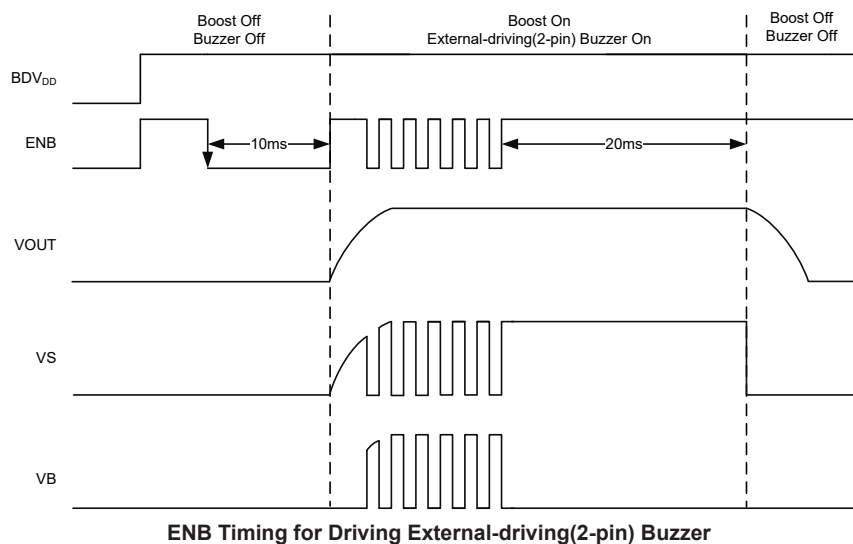 Boost Off
Buzzer Off
Boost On
External-driving(2-pin) Buzzer On
Boost Off
Buzzer Off
BDVDD
ENB
10ms
20ms
VOUT
VS
VB
ENB Timing for Driving External-driving(2-pin) Buzzer